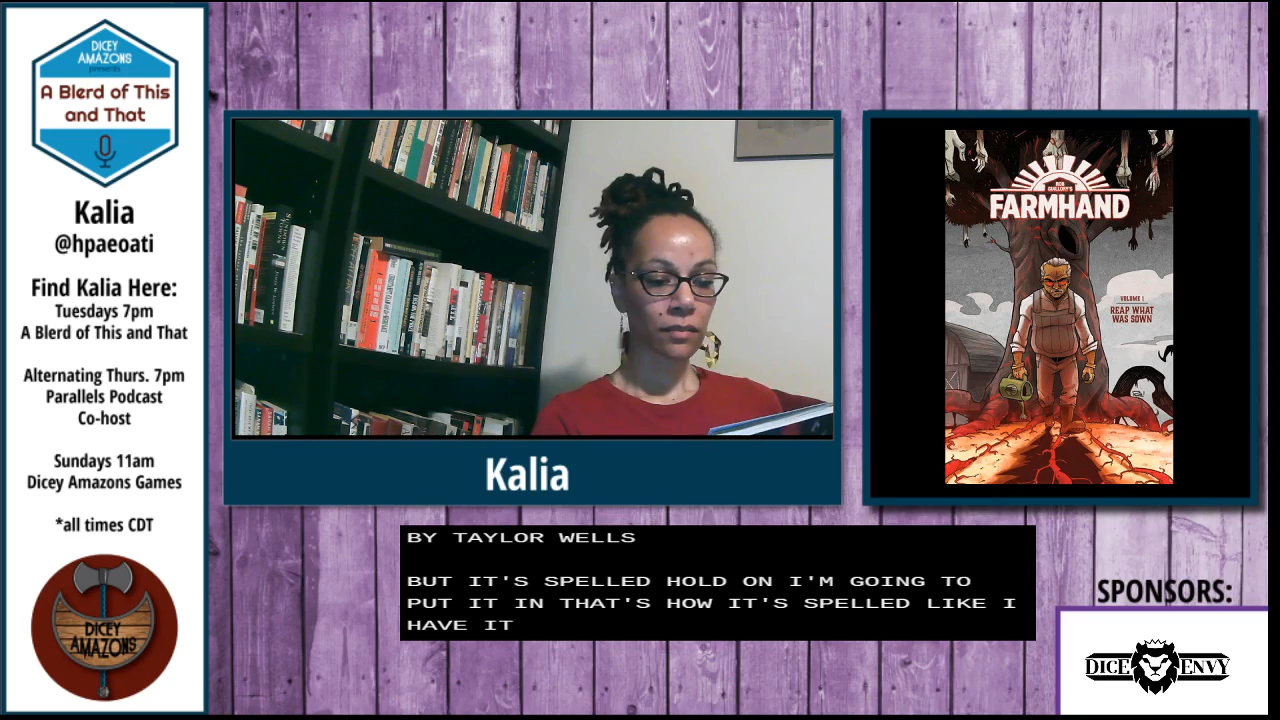 DICEY
AMAZONS
presents
A Blerd of This
and That
Kalia
@hpaeoati
Find Kalia Here:
Tuesdays 7pm
A Blerd of This and That
Alternating Thurs. 7pm
Parallels Podcast
Co-host
Sundays 11am
Dicey Amazons Games
*all times CDT
DICEY
AMAZONS
Kalia
ROB
GUILLORY'S
FARMHAND
VOLUME 1
REAP WHAT
WAS SOWN
BY TAYLOR WELLS
BUT IT'S SPELLED HOLD ON I'M GOING TO
PUT IT IN THAT'S HOW IT'S SPELLED LIKE I
HAVE IT
SPONSORS:
DICE ENVY